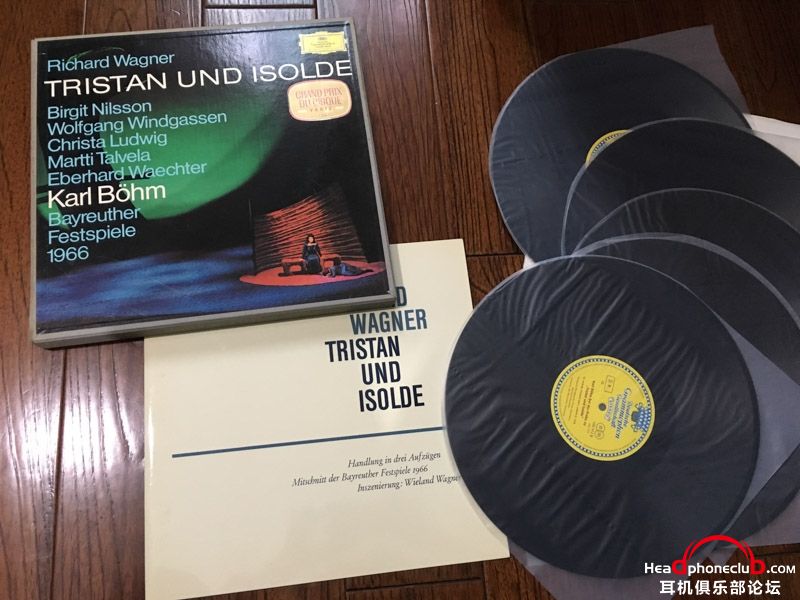 Richard Wagner
TRISTAN UND ISOLDE
Birgit Nilsson
Wolfgang Windgassen
Christa Ludwig
Martti Talvela
Eberhard Waechter
Karl Böhm
Bayreuther
Festspiele
1966
GRAND PRIX
DU DISQUE
PARIS
WAGNER
TRISTAN
UND
ISOLDE
Handlung in drei Aufzügen
Mitschnitt der Bayreuther Festspiele 1966
Inszenierung: Wieland Wagner
Deutsche
Grammophon
Gesellschaft
Headphoneclub.com
耳机俱乐部论坛